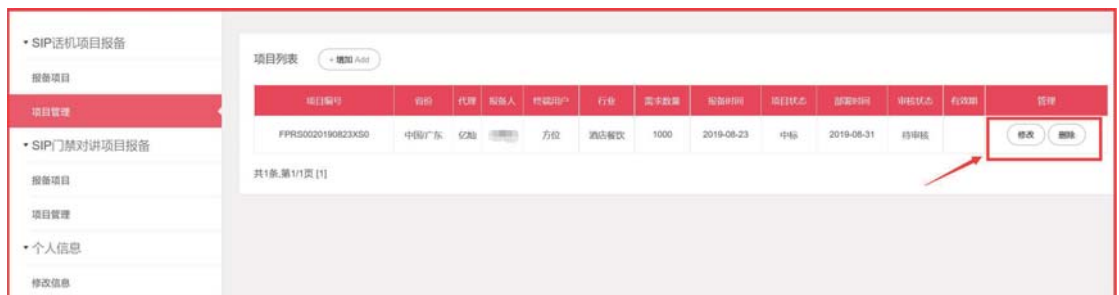 SIP话机项目报备
报备项目
项目管理
SIP门禁对讲项目报备
报备项目
项目管理
个人信息
修改信息
项目列表 + 增加 Add
项目编号 省份 代理 报备人 终端用户 行业 需求数量 报备时间 项目状态 部署时间 审核状态 有效期 管理
FPRS0020190823XS0 中国广东 亿灿 方位 酒店餐饮 1000 2019-08-23 中标 2019-08-31 待审核 修改 删除
共1条,第1/1页 [1]